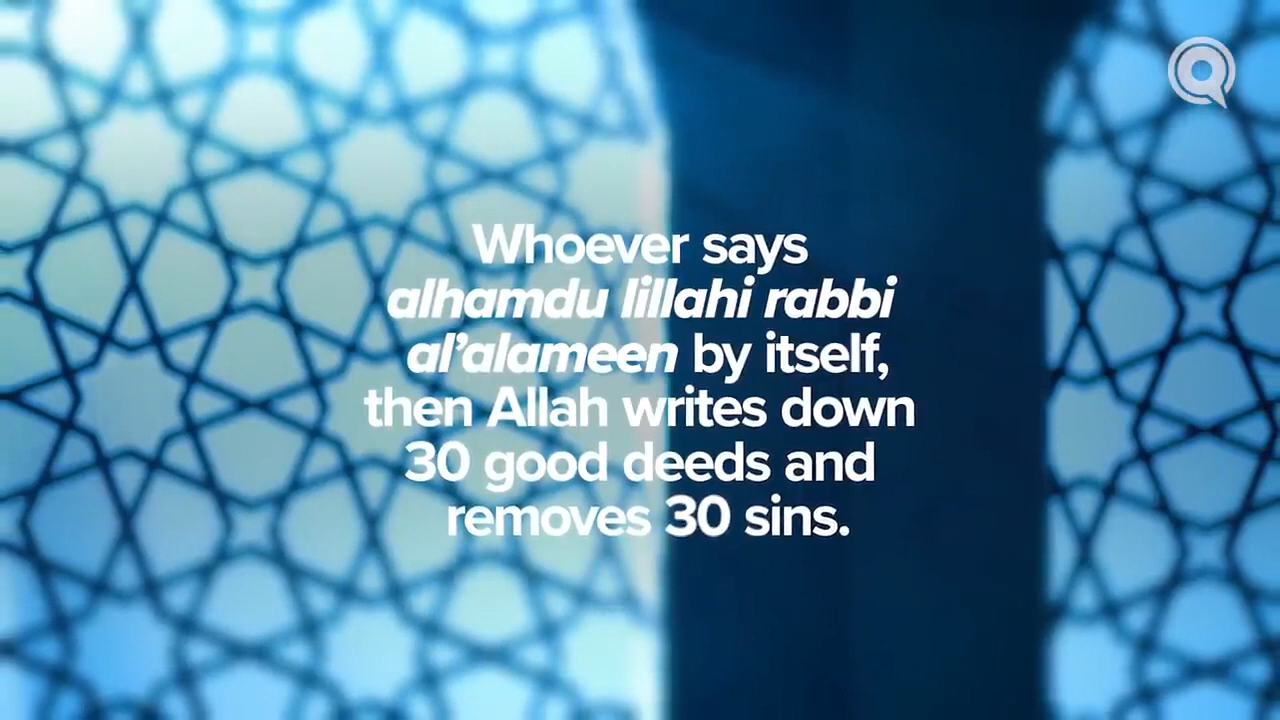 Whoever says
alhamdu lillahi rabbi
al’alameen by itself,
then Allah writes down
30 good deeds and
removes 30 sins.